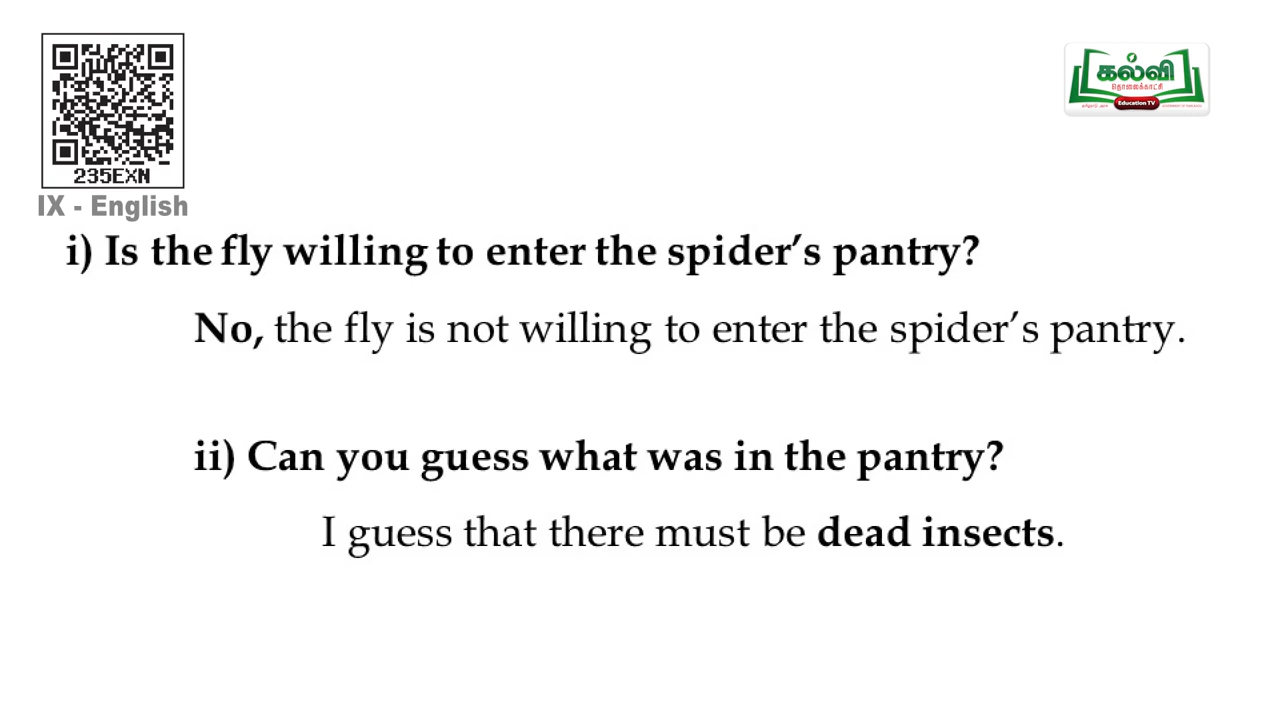 235EXN
IX - English
கல்வி
தொலைக்காட்சி
Education TV
i) Is the fly willing to enter the spider’s pantry?
No, the fly is not willing to enter the spider’s pantry.
ii) Can you guess what was in the pantry?
I guess that there must be dead insects.